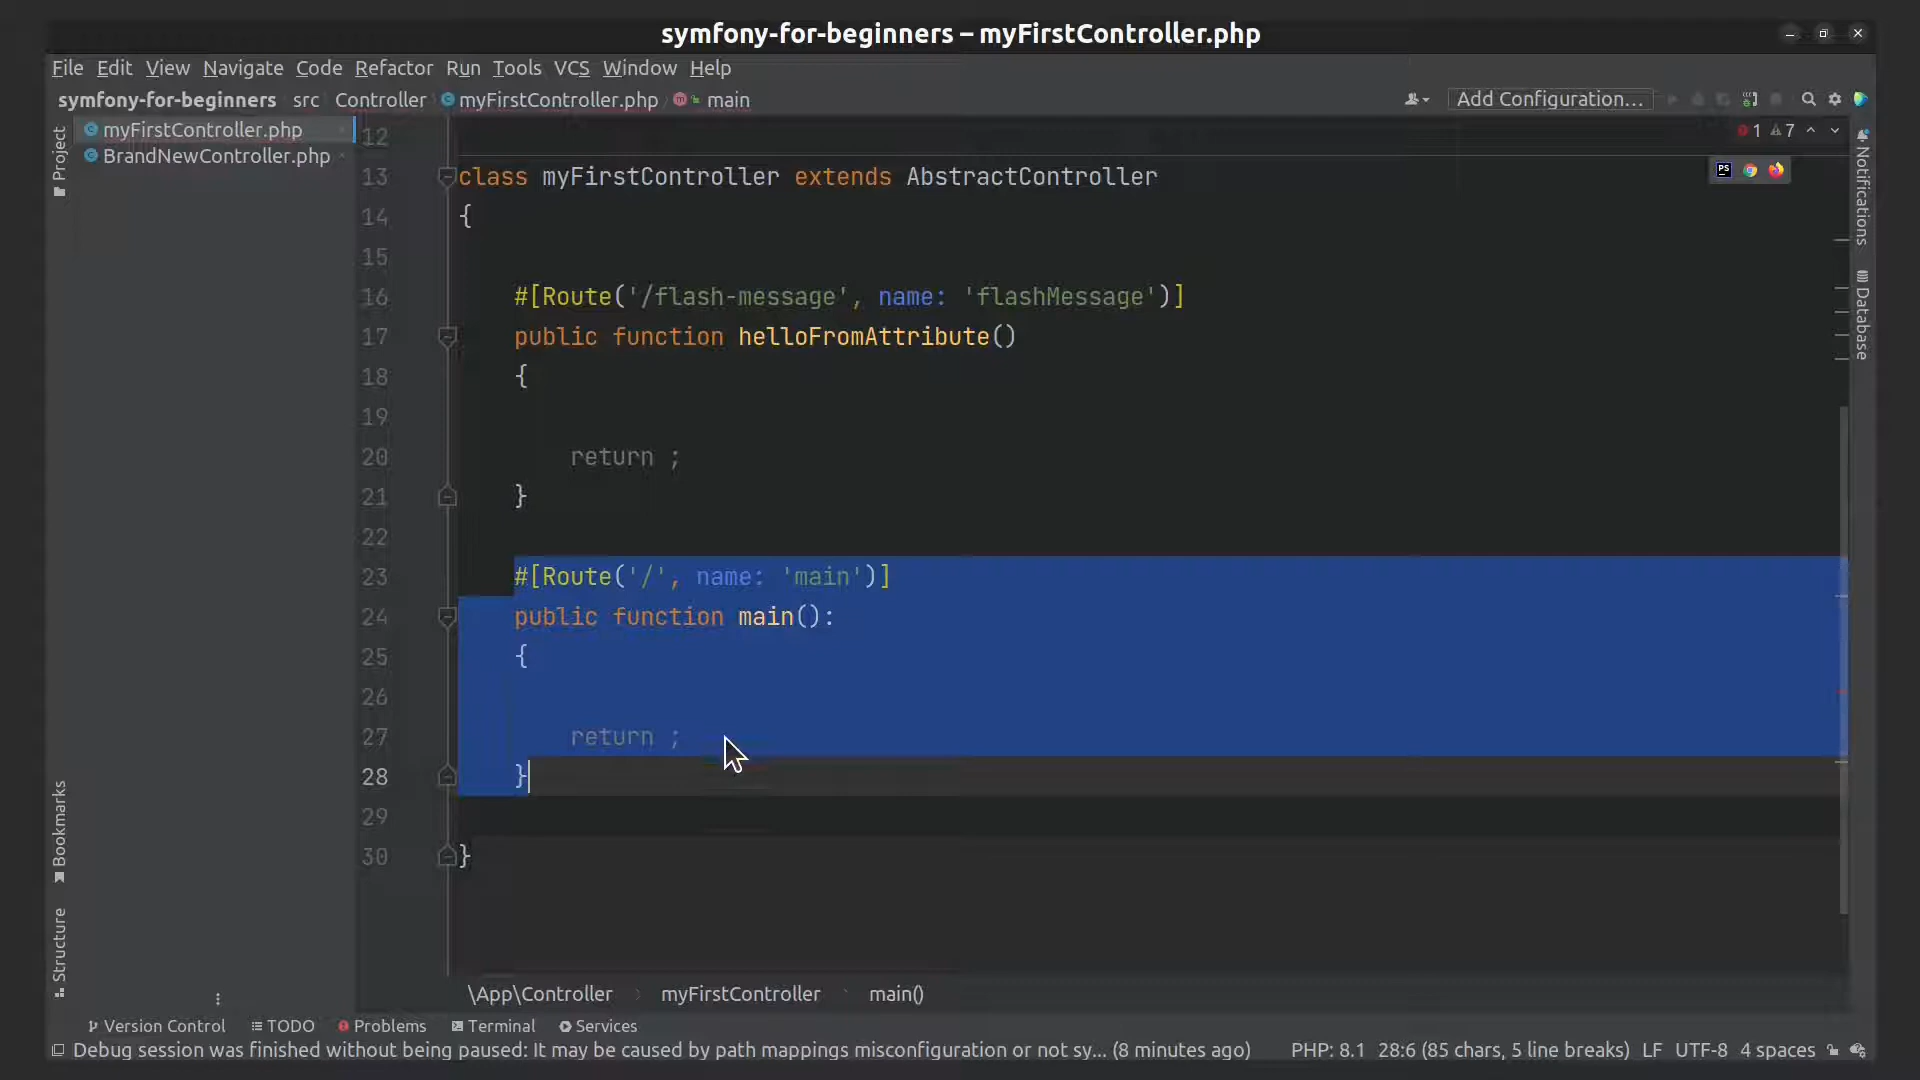 symfony-for-beginners – myFirstController.php
File Edit View Navigate Code Refactor Run Tools VCS Window Help
symfony-for-beginners src Controller myFirstController.php main
Add Configuration...
Project
myFirstController.php
BrandNewController.php
1 7
PS
Notifications
Database
12
13 class myFirstController extends AbstractController
14 {
15
16 #[Route('/flash-message', name: 'flashMessage')]
17 public function helloFromAttribute()
18 {
19
20 return ;
21 }
22
23 #[Route('/', name: 'main')]
24 public function main():
25 {
26
27 return ;
28 }
29
30 }
Bookmarks
Structure
\App\Controller myFirstController main()
Version Control TODO Problems Terminal Services
Debug session was finished without being paused: It may be caused by path mappings misconfiguration or not sy... (8 minutes ago) PHP: 8.1 28:6 (85 chars, 5 line breaks) LF UTF-8 4 spaces